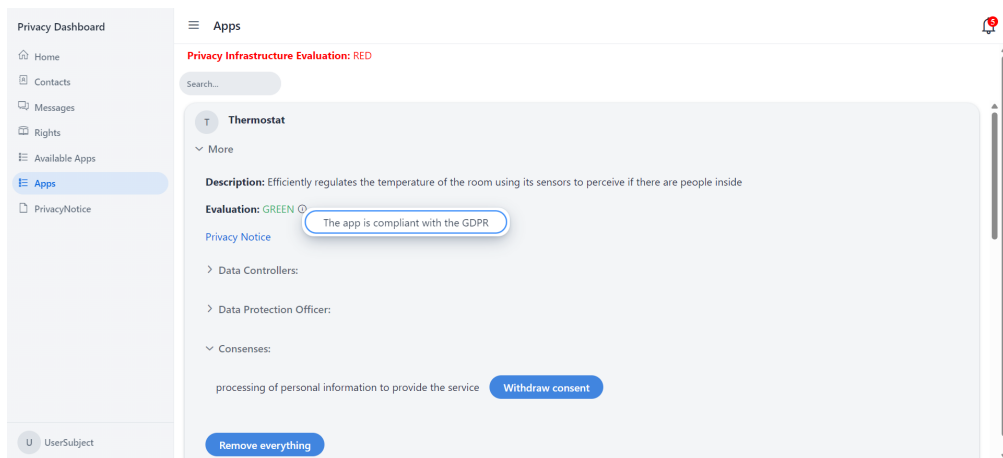 Privacy Dashboard
Apps
5
Home
Contacts
Messages
Rights
Available Apps
Apps
PrivacyNotice
U UserSubject
Privacy Infrastructure Evaluation: RED
Search...
T Thermostat
More
Description: Efficiently regulates the temperature of the room using its sensors to perceive if there are people inside
Evaluation: GREEN
The app is compliant with the GDPR
Privacy Notice
Data Controllers:
Data Protection Officer:
Consenses:
processing of personal information to provide the service Withdraw consent
Remove everything